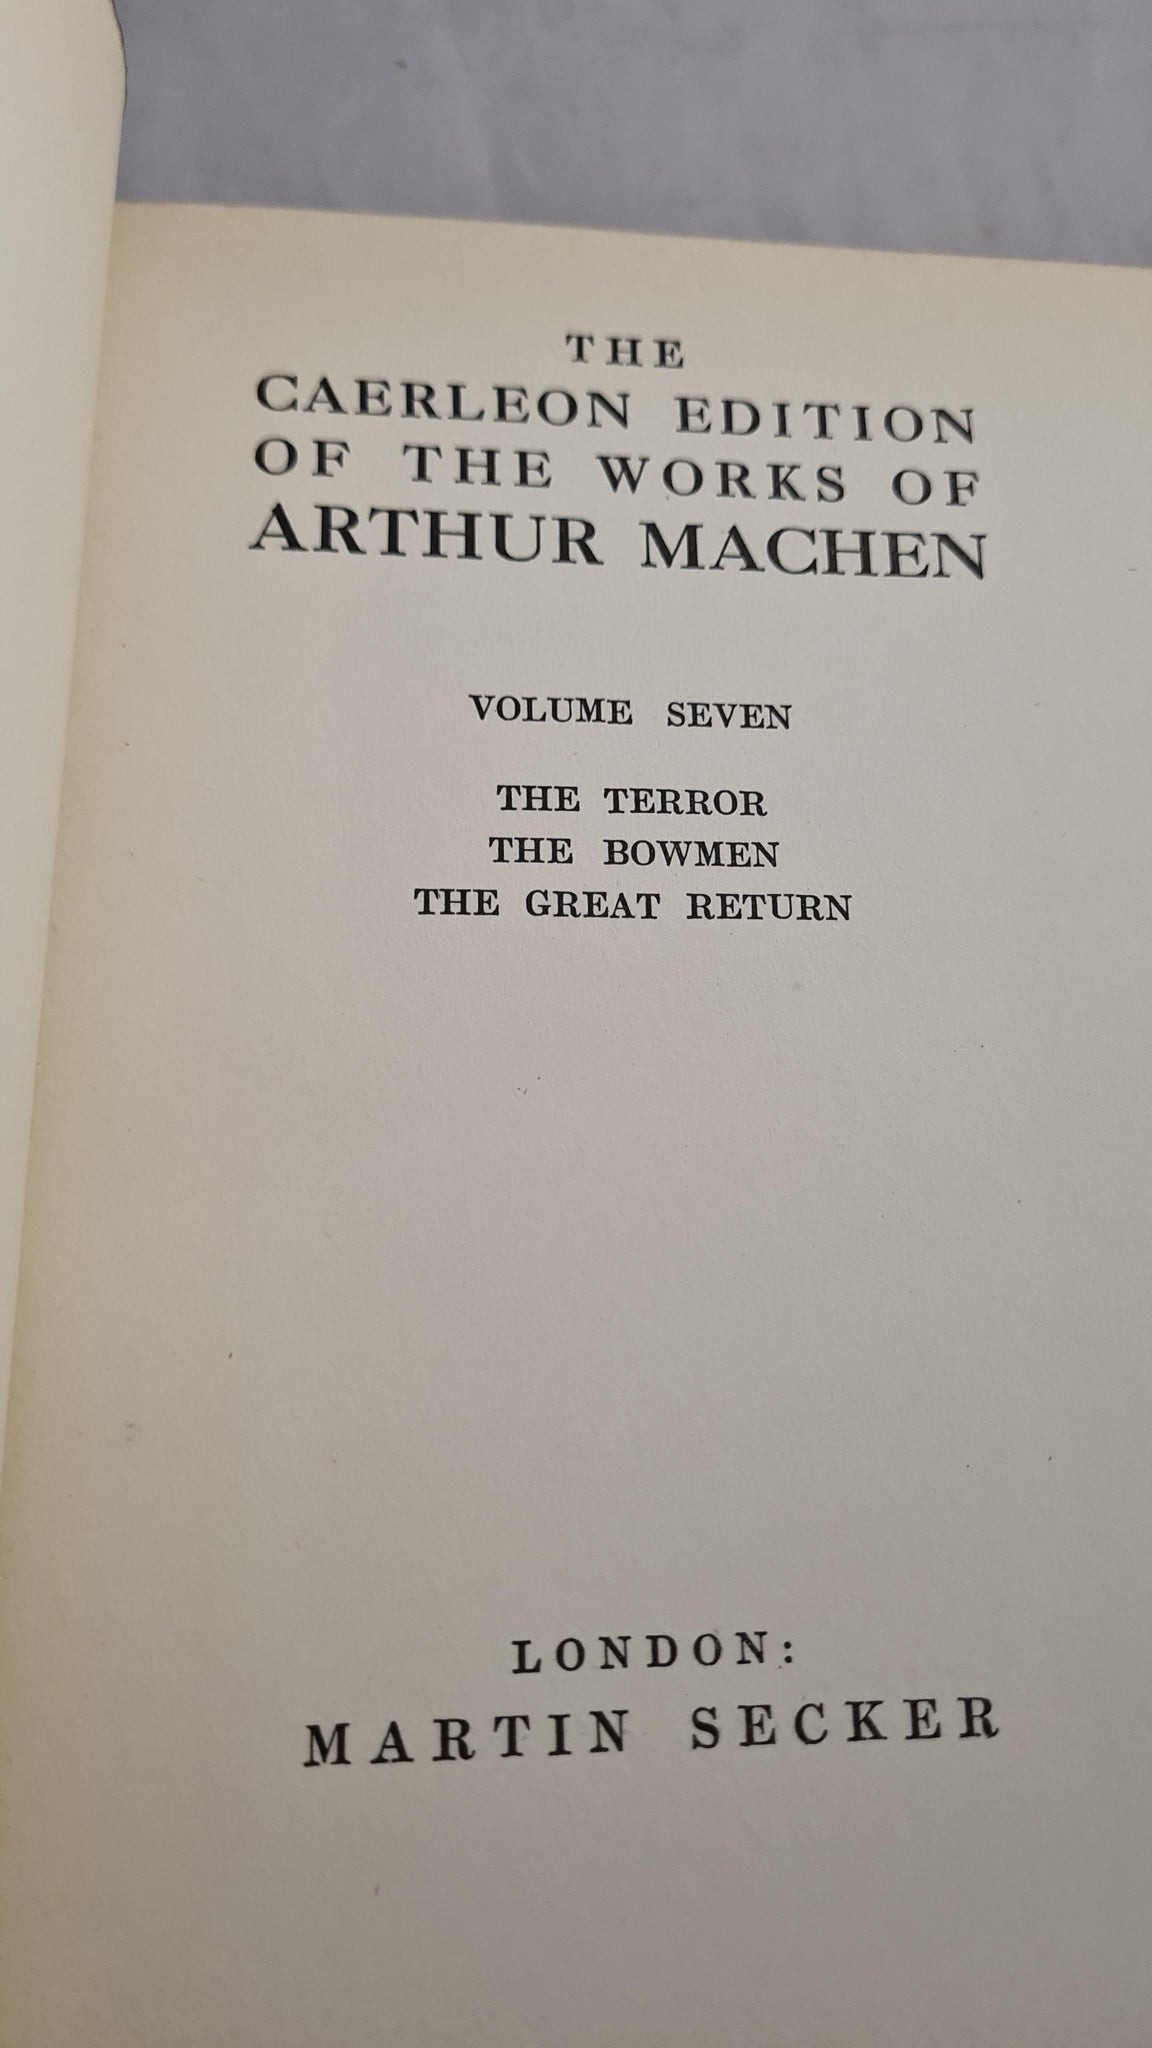 THE
CAERLEON EDITION
OF THE WORKS OF
ARTHUR MACHEN
VOLUME SEVEN
THE TERROR
THE BOWMEN
THE GREAT RETURN
LONDON:
MARTIN SECKER